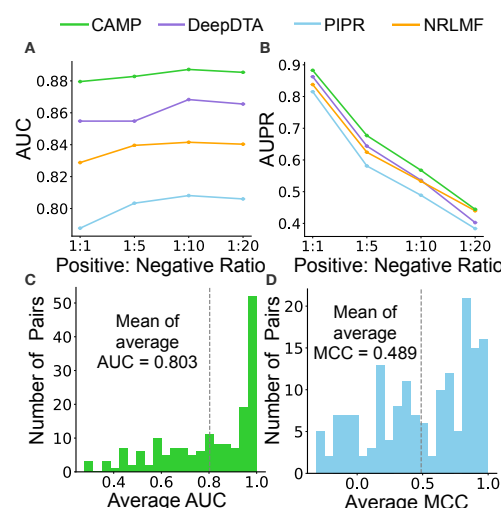 CAMP DeepDTA PIPR NRLMF
A
AUC
0.88
0.86
0.84
0.82
0.80
1:1 1:5 1:10 1:20
Positive: Negative Ratio
B
AUPR
0.9
0.8
0.7
0.6
0.5
0.4
1:1 1:5 1:10 1:20
Positive: Negative Ratio
C
Number of Pairs
50
40
30
20
10
0
Mean of
average
AUC = 0.803
0.4 0.6 0.8 1.0
Average AUC
D
Number of Pairs
20
15
10
5
0
Mean of
average
MCC = 0.489
0.0 0.5 1.0
Average MCC